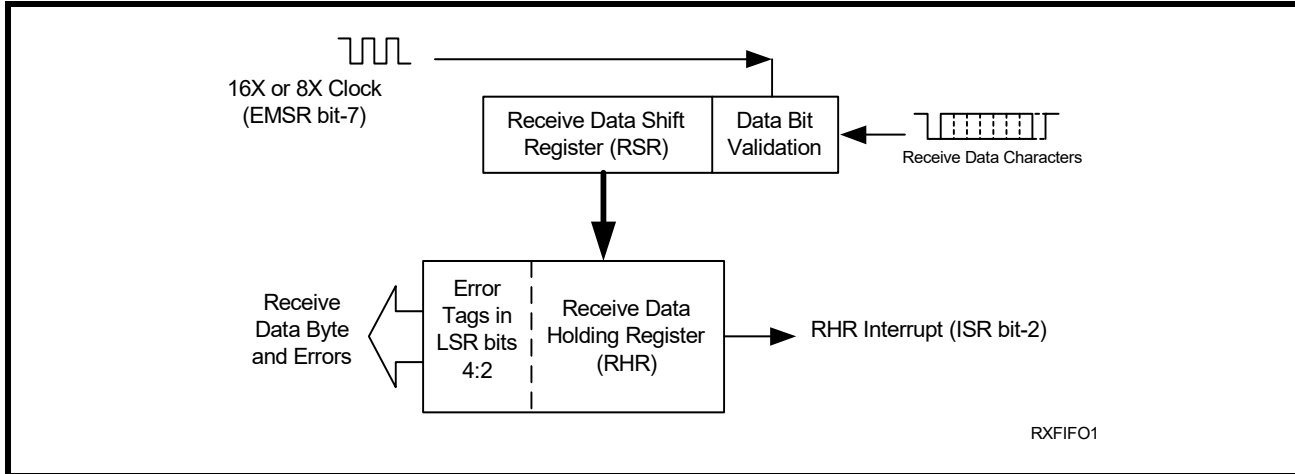 16X or 8X Clock
(EMSR bit-7)
Receive Data Shift
Register (RSR)
Data Bit
Validation
Receive Data Characters
Receive
Data Byte
and Errors
Error
Tags in
LSR bits
4:2
Receive Data
Holding Register
(RHR)
RHR Interrupt (ISR bit-2)
RXFIFO1